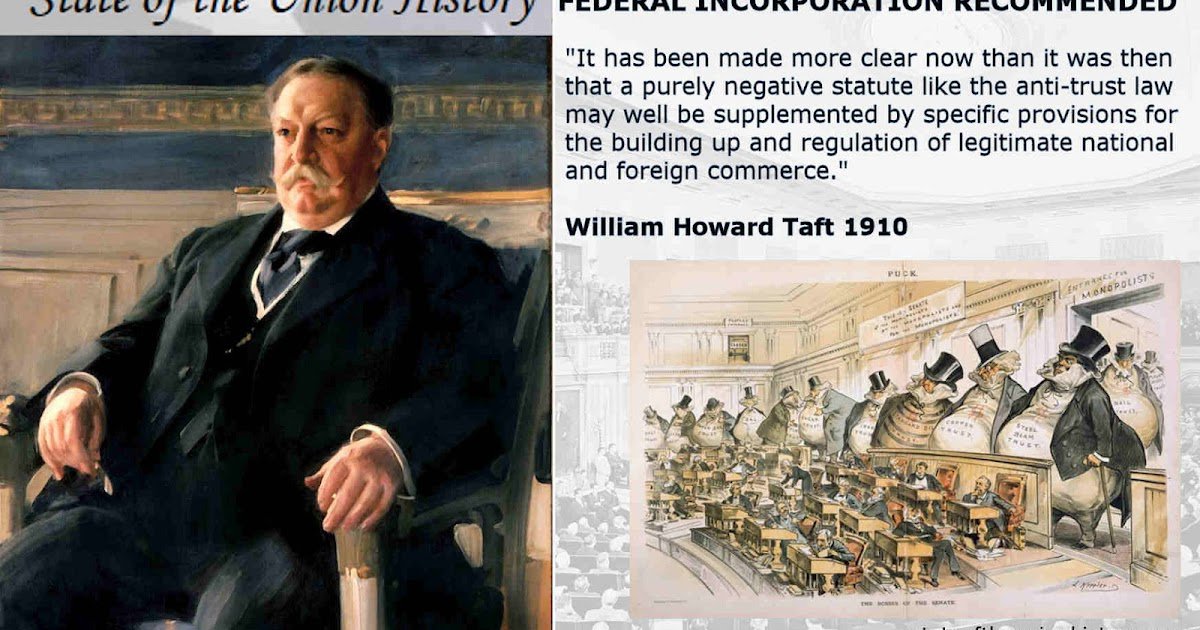 State of the Union History
FEDERAL INCORPORATION RECOMMENDED
"It has been made more clear now than it was then
that a purely negative statute like the anti-trust law
may well be supplemented by specific provisions for
the building up and regulation of legitimate national
and foreign commerce."
William Howard Taft 1910
PUCK.
ENTRANCE FOR
MONOPOLISTS
THIS IS A SENATE
OF THE MONOPOLISTS
BY THE MONOPOLISTS
FOR THE MONOPOLISTS!
PEOPLES
ENTRANCE
CLOSED
COPPER
TRUST.
STEEL
BEAM
TRUST.
NAIL
TRUST.
J. Keppler
THE BOSSES OF THE SENATE.